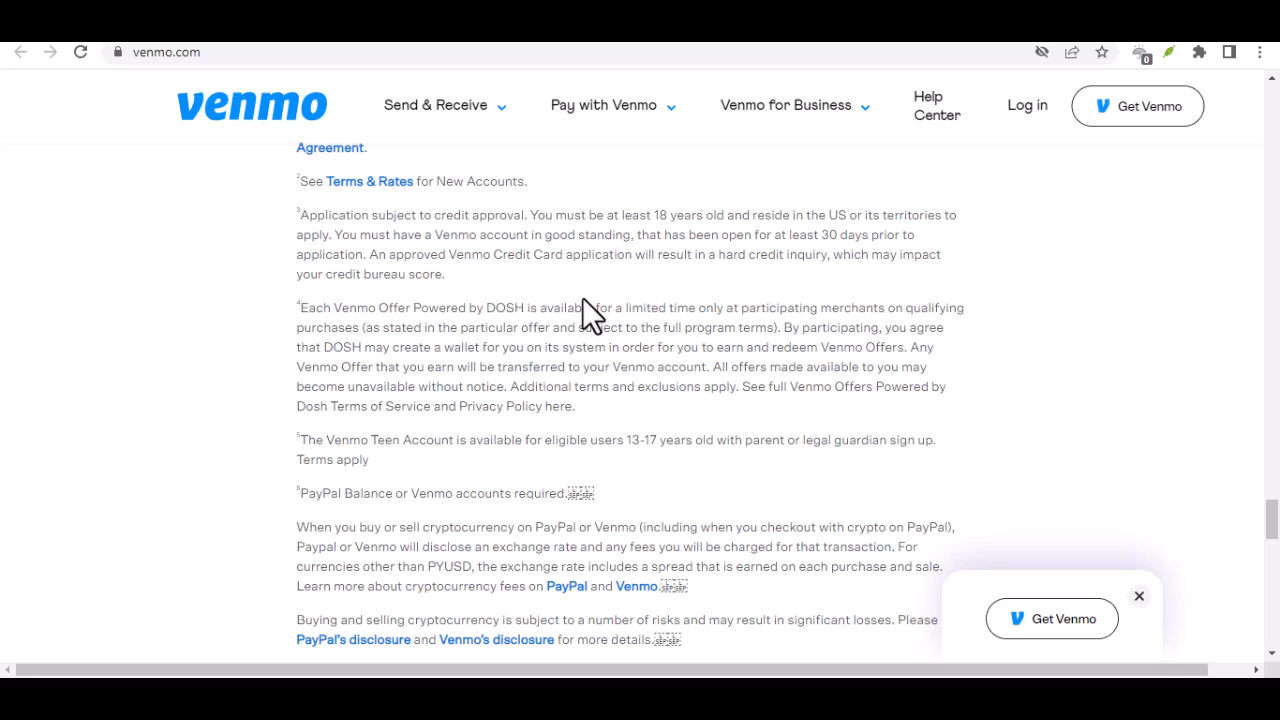 venmo.com
0
venmo
Send & Receive
Pay with Venmo
Venmo for Business
Help
Center
Log in
Get Venmo
Agreement.
2See Terms & Rates for New Accounts.
3Application subject to credit approval. You must be at least 18 years old and reside in the US or its territories to
apply. You must have a Venmo account in good standing, that has been open for at least 30 days prior to
application. An approved Venmo Credit Card application will result in a hard credit inquiry, which may impact
your credit bureau score.
4Each Venmo Offer Powered by DOSH is available for a limited time only at participating merchants on qualifying
purchases (as stated in the particular offer and subject to the full program terms). By participating, you agree
that DOSH may create a wallet for you on its system in order for you to earn and redeem Venmo Offers. Any
Venmo Offer that you earn will be transferred to your Venmo account. All offers made available to you may
become unavailable without notice. Additional terms and exclusions apply. See full Venmo Offers Powered by
Dosh Terms of Service and Privacy Policy here.
5The Venmo Teen Account is available for eligible users 13-17 years old with parent or legal guardian sign up.
Terms apply
6PayPal Balance or Venmo accounts required.
When you buy or sell cryptocurrency on PayPal or Venmo (including when you checkout with crypto on PayPal),
Paypal or Venmo will disclose an exchange rate and any fees you will be charged for that transaction. For
currencies other than PYUSD, the exchange rate includes a spread that is earned on each purchase and sale.
Learn more about cryptocurrency fees on PayPal and Venmo.
Buying and selling cryptocurrency is subject to a number of risks and may result in significant losses. Please
PayPal's disclosure and Venmo's disclosure for more details.
Get Venmo